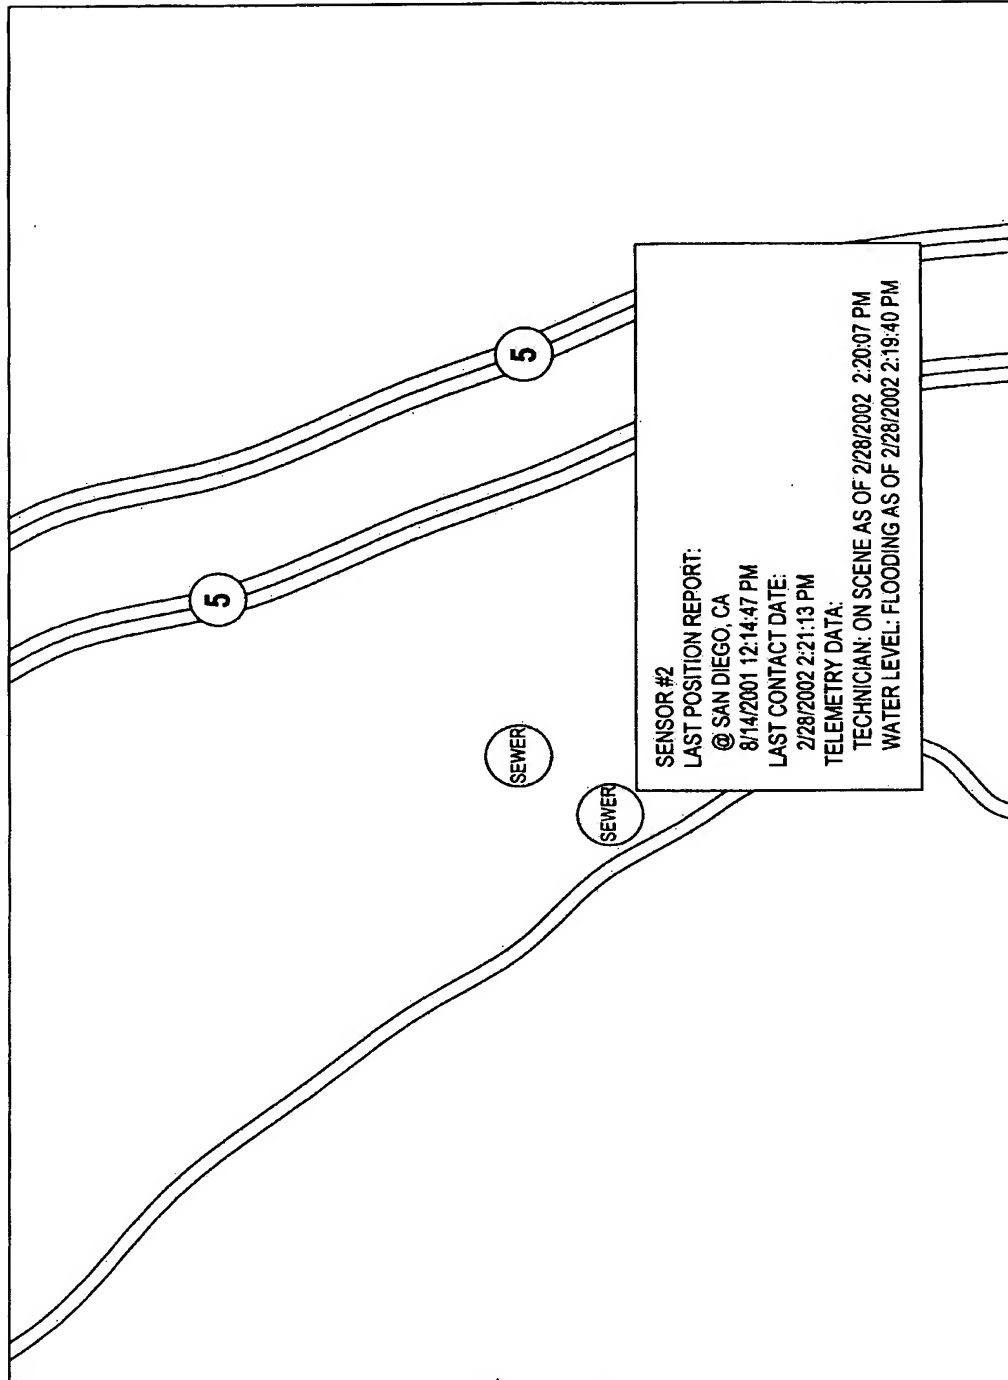 5
5
SEWER
SEWER
SENSOR #2
LAST POSITION REPORT:
@ SAN DIEGO, CA
8/14/2001 12:14:47 PM
LAST CONTACT DATE:
2/28/2002 2:21:13 PM
TELEMETRY DATA:
TECHNICIAN: ON SCENE AS OF 2/28/2002 2:20:07 PM
WATER LEVEL: FLOODING AS OF 2/28/2002 2:19:40 PM